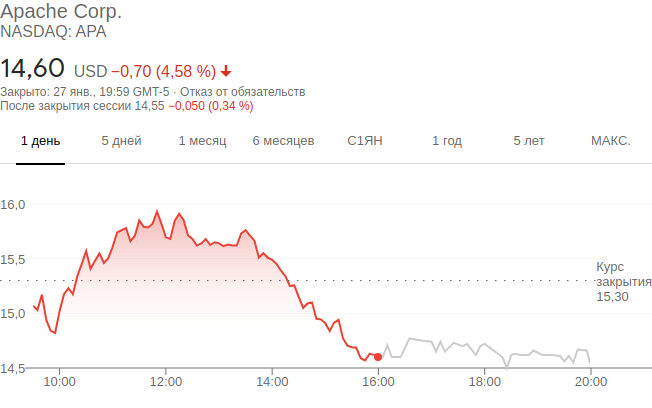 Apache Corp.
NASDAQ: APA
14,60 USD −0,70 (4,58 %)
Закрыто: 27 янв., 19:59 GMT-5 · Отказ от обязательств
После закрытия сессии 14,55 −0,050 (0,34 %)
1 день 5 дней 1 месяц 6 месяцев С1ЯН 1 год 5 лет МАКС.
16,0
15,5
Курс
закрытия
15,30
15,0
14,5
10:00 12:00 14:00 16:00 18:00 20:00